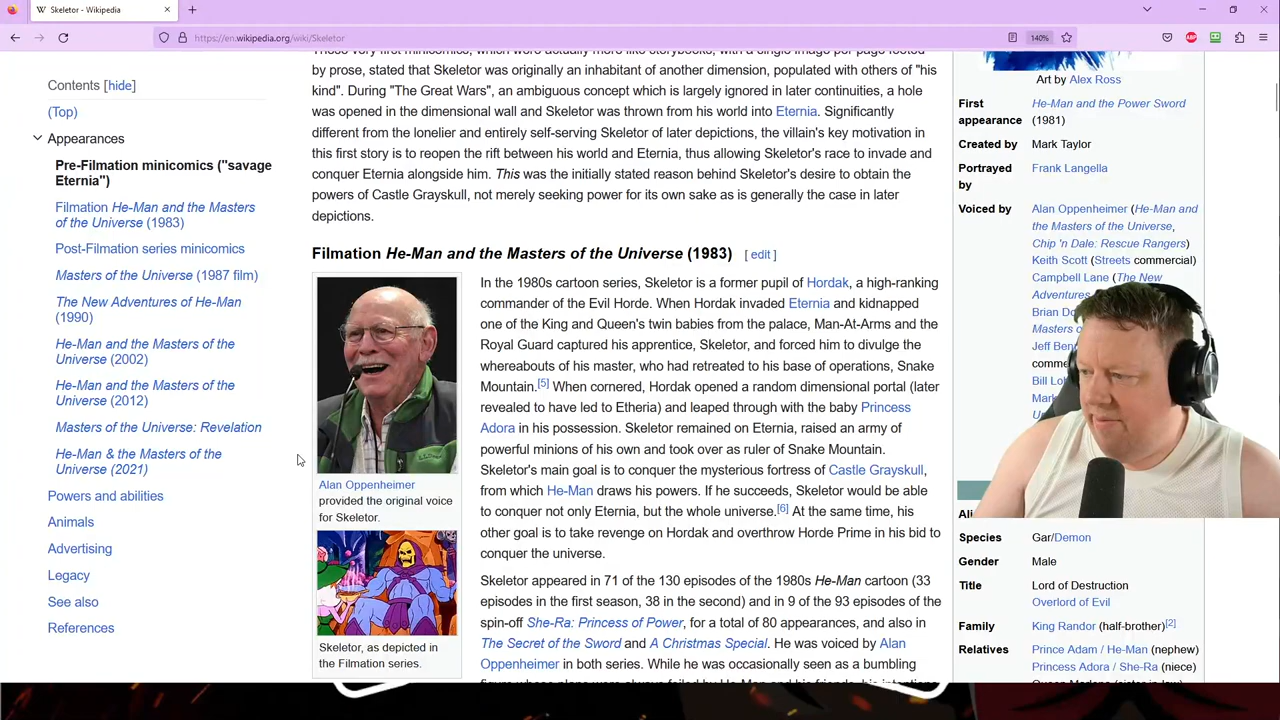 Skeletor - Wikipedia
https://en.wikipedia.org/wiki/Skeletor
140%
Contents [hide]
(Top)
Appearances
Pre-Filmation minicomics ("savage
Eternia")
Filmation He-Man and the Masters
of the Universe (1983)
Post-Filmation series minicomics
Masters of the Universe (1987 film)
The New Adventures of He-Man
(1990)
He-Man and the Masters of the
Universe (2002)
He-Man and the Masters of the
Universe (2012)
Masters of the Universe: Revelation
He-Man & the Masters of the
Universe (2021)
Powers and abilities
Animals
Advertising
Legacy
See also
References
by prose, stated that Skeletor was originally an inhabitant of another dimension, populated with others of "his
kind". During "The Great Wars", an ambiguous concept which is largely ignored in later continuities, a hole
was opened in the dimensional wall and Skeletor was thrown from his world into Eternia. Significantly
different from the lonelier and entirely self-serving Skeletor of later depictions, the villain's key motivation in
this first story is to reopen the rift between his world and Eternia, thus allowing Skeletor's race to invade and
conquer Eternia alongside him. This was the initially stated reason behind Skeletor's desire to obtain the
powers of Castle Grayskull, not merely seeking power for its own sake as is generally the case in later
depictions.
Filmation He-Man and the Masters of the Universe (1983) [ edit ]
Alan Oppenheimer
provided the original voice
for Skeletor.
Skeletor, as depicted in
the Filmation series.
In the 1980s cartoon series, Skeletor is a former pupil of Hordak, a high-ranking
commander of the Evil Horde. When Hordak invaded Eternia and kidnapped
one of the King and Queen's twin babies from the palace, Man-At-Arms and the
Royal Guard captured his apprentice, Skeletor, and forced him to divulge the
whereabouts of his master, who had retreated to his base of operations, Snake
Mountain.[5] When cornered, Hordak opened a random dimensional portal (later
revealed to have led to Etheria) and leaped through with the baby Princess
Adora in his possession. Skeletor remained on Eternia, raised an army of
powerful minions of his own and took over as ruler of Snake Mountain.
Skeletor's main goal is to conquer the mysterious fortress of Castle Grayskull,
from which He-Man draws his powers. If he succeeds, Skeletor would be able
to conquer not only Eternia, but the whole universe.[6] At the same time, his
other goal is to take revenge on Hordak and overthrow Horde Prime in his bid to
conquer the universe.
Skeletor appeared in 71 of the 130 episodes of the 1980s He-Man cartoon (33
episodes in the first season, 38 in the second) and in 9 of the 93 episodes of the
spin-off She-Ra: Princess of Power, for a total of 80 appearances, and also in
The Secret of the Sword and A Christmas Special. He was voiced by Alan
Oppenheimer in both series. While he was occasionally seen as a bumbling
Art by Alex Ross
First appearance He-Man and the Power Sword
(1981)
Created by Mark Taylor
Portrayed by Frank Langella
Voiced by Alan Oppenheimer (He-Man and
the Masters of the Universe,
Chip 'n Dale: Rescue Rangers)
Keith Scott (Streets commercial)
Campbell Lane (The New
Adventures
Brian Do
Masters o
Jeff Ben
comme
Bill Lo
Mark
Ali
Species Gar/Demon
Gender Male
Title Lord of Destruction
Overlord of Evil
Family King Randor (half-brother)[2]
Relatives Prince Adam / He-Man (nephew)
Princess Adora / She-Ra (niece)